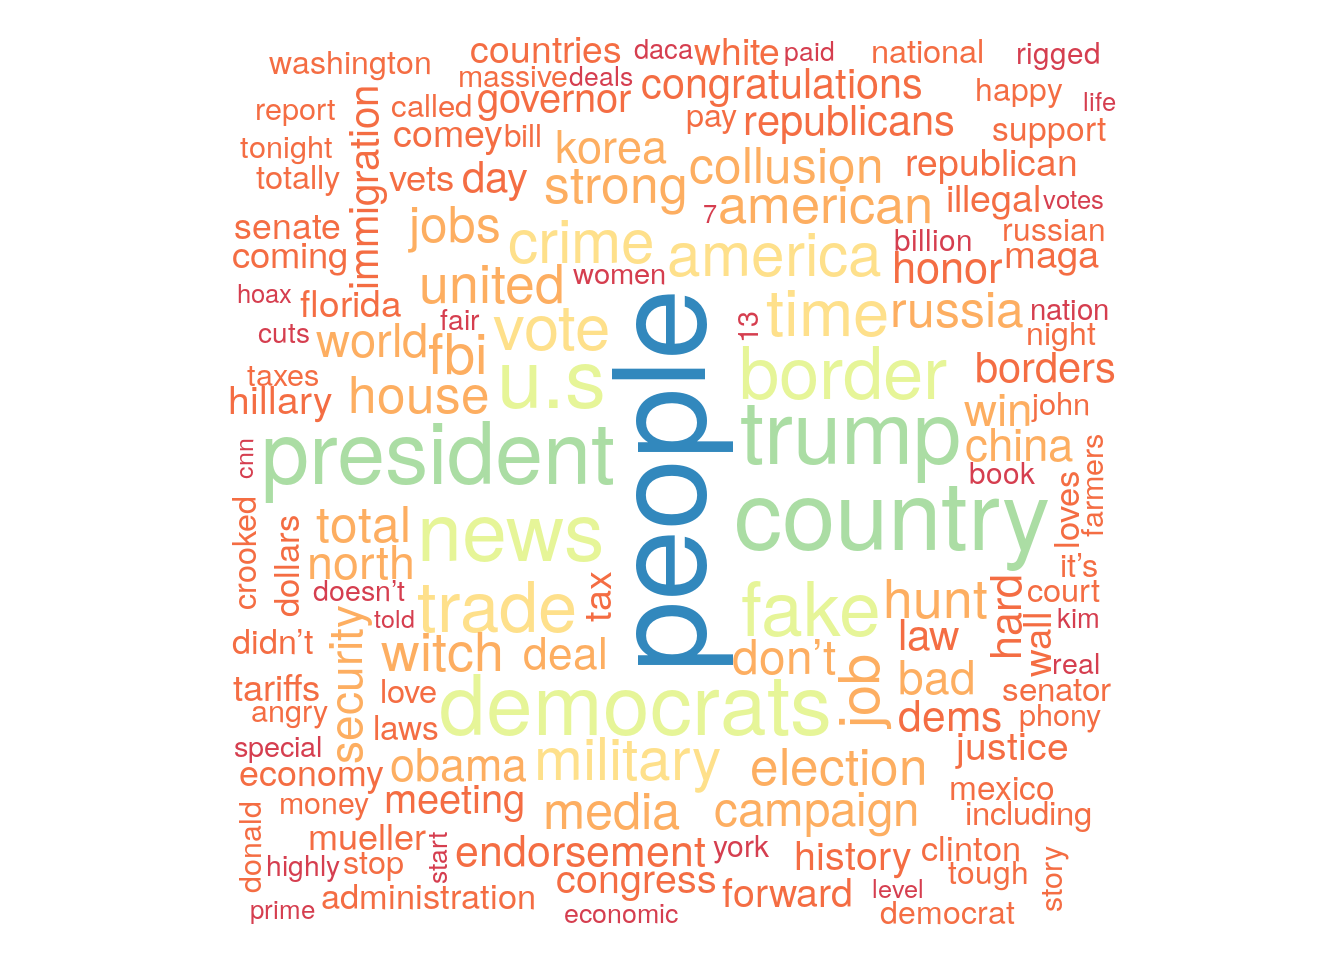 countries daca white paid national rigged
washington massive deals congratulations happy life
report called governor pay republicans support
tonight immigration comey bill korea collusion republican
totally vets day strong 7 american illegal votes
senate jobs crime america billion russian
coming united women honor maga
hoax florida fair vote people 13 time russia nation
cuts world fbi u.s border night
taxes house borders
hillary win john
cnn president trump china
crooked total news country book loves farmers
dollars north it’s
doesn’t tax fake hunt hard court
told trade law wall kim
didn’t security witch deal don’t job bad real
tariffs love democrats senator
angry laws dems phony
special obama military election justice
economy meeting media campaign mexico
money including
donald mueller start endorsement york history clinton
highly stop congress forward tough story
prime administration economic level democrat